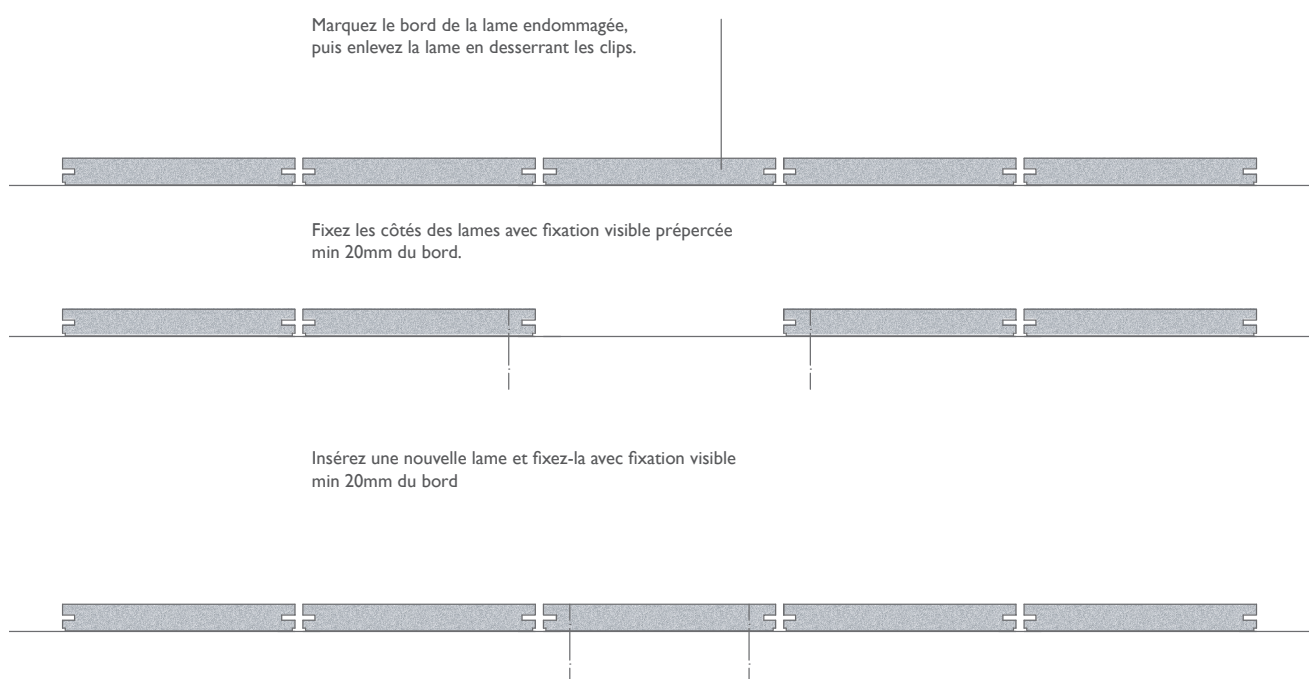 Marquez le bord de la lame endommagée,
puis enlevez la lame en desserrant les clips.
Fixez les côtés des lames avec fixation visible prépercée
min 20mm du bord.
Insérez une nouvelle lame et fixez-la avec fixation visible
min 20mm du bord